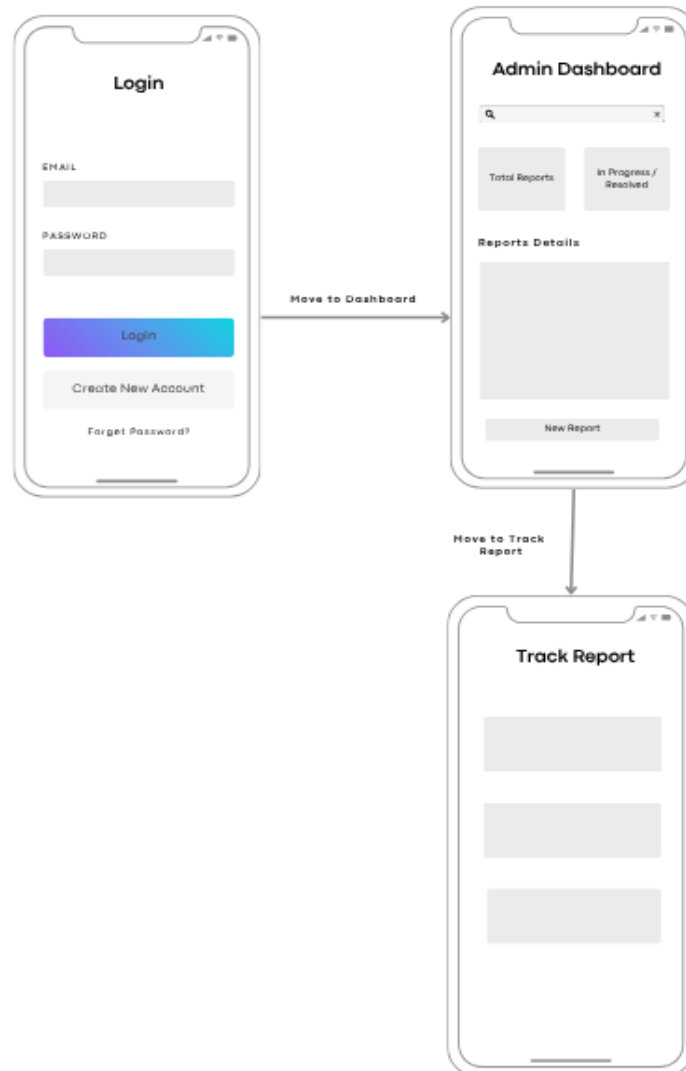 Login
EMAIL
PASSWORD
Login
Create New Account
Forget Password?
Move to Dashboard
Admin Dashboard
Total Reports
In Progress /
Resolved
Reports Details
New Report
Move to Track
Report
Track Report